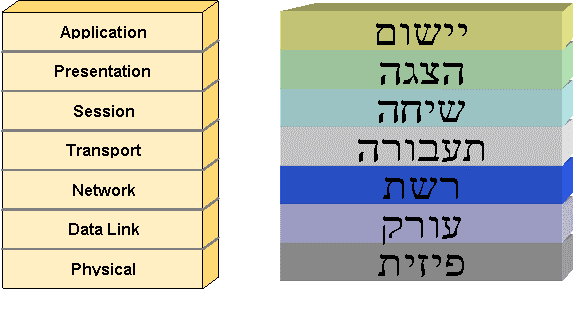 Application
Presentation
Session
Transport
Network
Data Link
Physical
יישום
הצגה
שיחה
תעבורה
רשת
עורק
פיזית